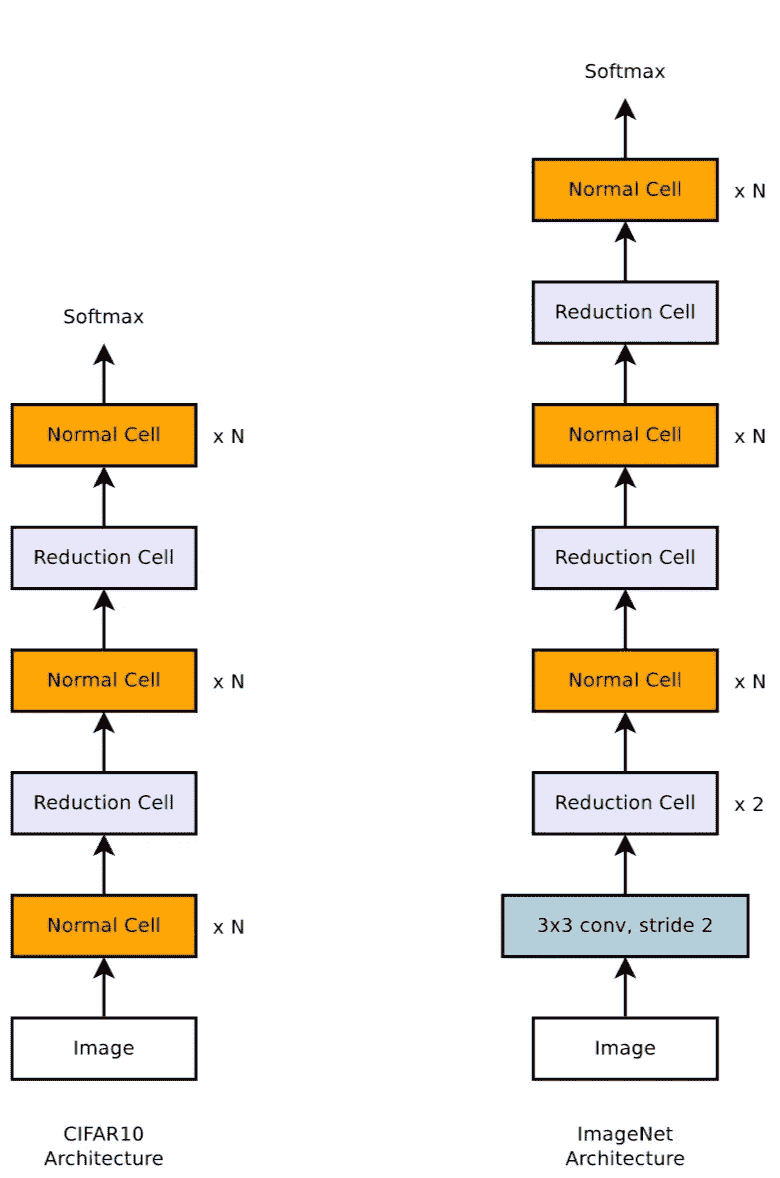 Softmax
Normal Cell x N
Reduction Cell
Normal Cell x N
Reduction Cell
Normal Cell x N
Image
CIFAR10
Architecture
Softmax
Normal Cell x N
Reduction Cell
Normal Cell x N
Reduction Cell
Normal Cell x N
Reduction Cell x 2
3x3 conv, stride 2
Image
ImageNet
Architecture